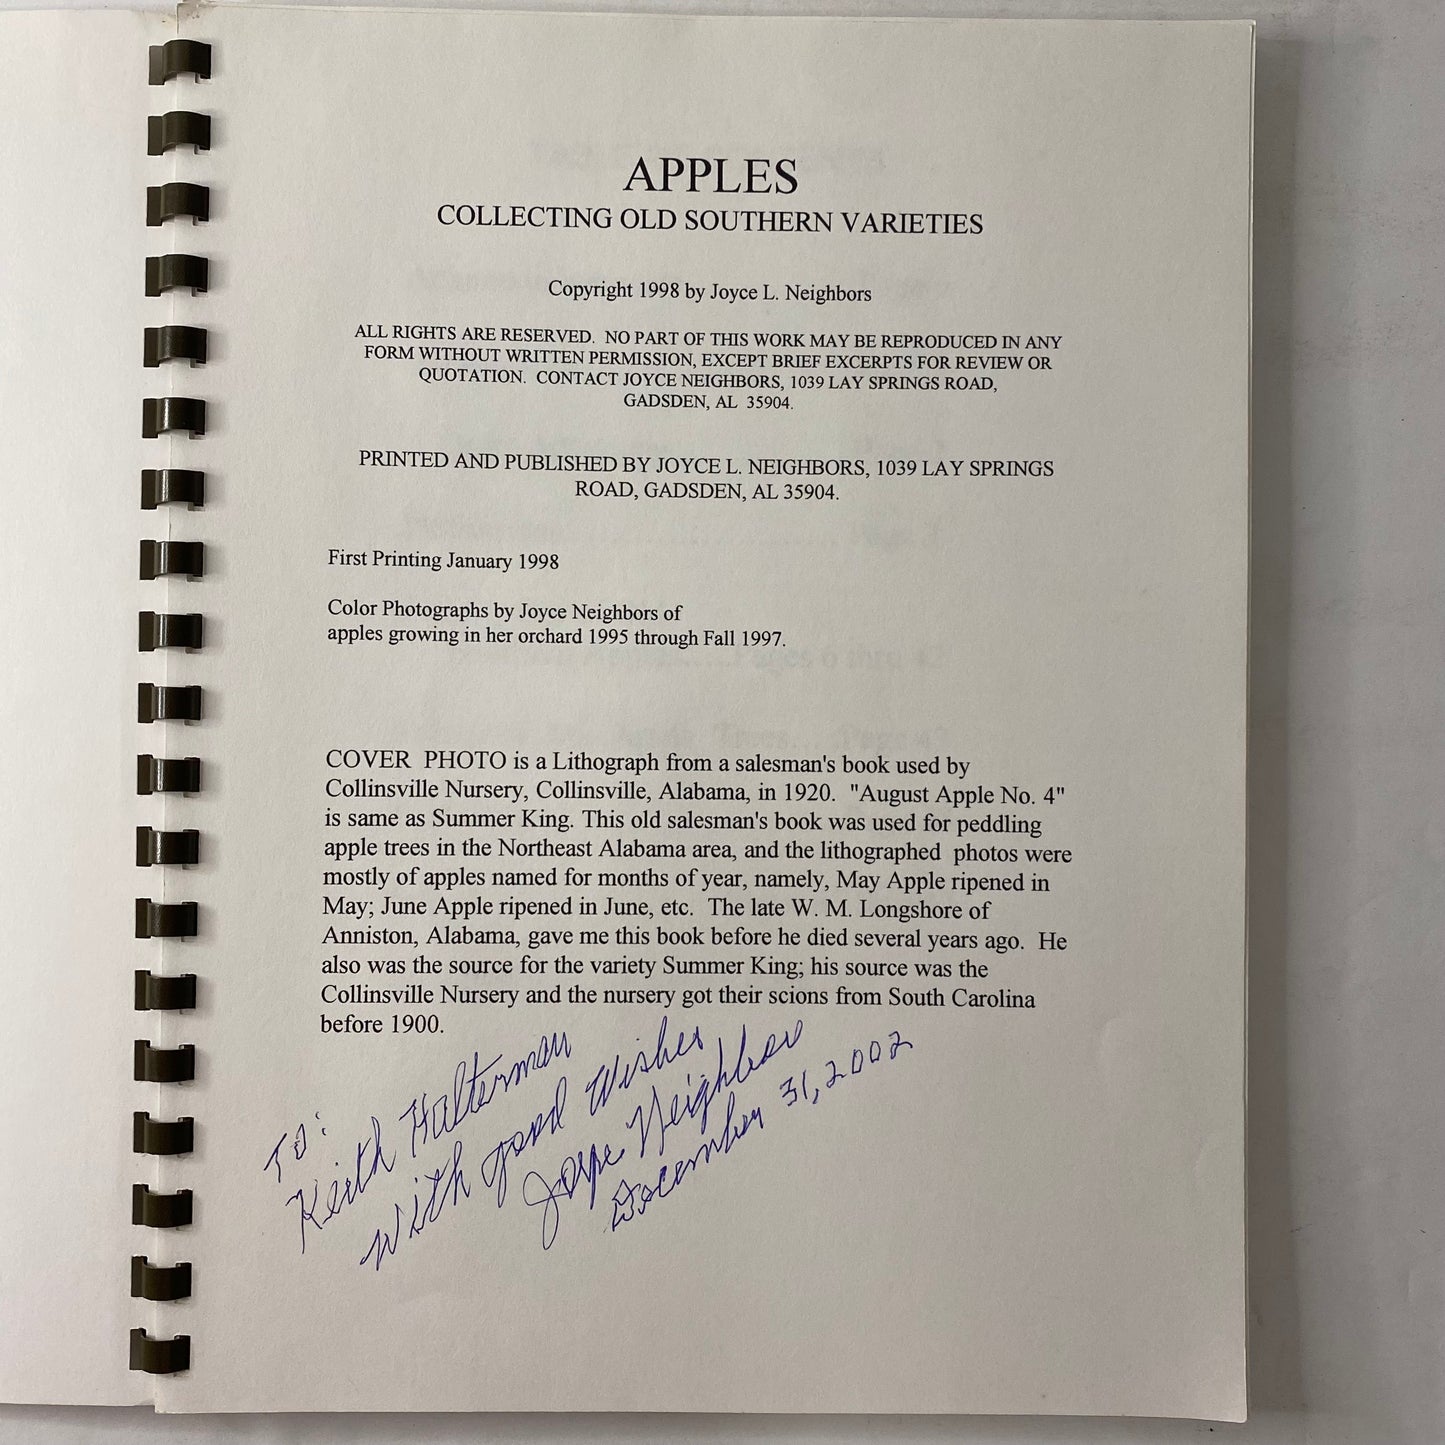 APPLES
COLLECTING OLD SOUTHERN VARIETIES
Copyright 1998 by Joyce L. Neighbors
ALL RIGHTS ARE RESERVED. NO PART OF THIS WORK MAY BE REPRODUCED IN ANY
FORM WITHOUT WRITTEN PERMISSION, EXCEPT BRIEF EXCERPTS FOR REVIEW OR
QUOTATION. CONTACT JOYCE NEIGHBORS, 1039 LAY SPRINGS ROAD,
GADSDEN, AL 35904.
PRINTED AND PUBLISHED BY JOYCE L. NEIGHBORS, 1039 LAY SPRINGS
ROAD, GADSDEN, AL 35904.
First Printing January 1998
Color Photographs by Joyce Neighbors of
apples growing in her orchard 1995 through Fall 1997.
COVER PHOTO is a Lithograph from a salesman's book used by
Collinsville Nursery, Collinsville, Alabama, in 1920. "August Apple No. 4"
is same as Summer King. This old salesman's book was used for peddling
apple trees in the Northeast Alabama area, and the lithographed photos were
mostly of apples named for months of year, namely, May Apple ripened in
May; June Apple ripened in June, etc. The late W. M. Longshore of
Anniston, Alabama, gave me this book before he died several years ago. He
also was the source for the variety Summer King; his source was the
Collinsville Nursery and the nursery got their scions from South Carolina
before 1900.
To:
Keith Halterman
With good Wishes
Joyce Neighbors
December 31, 2002